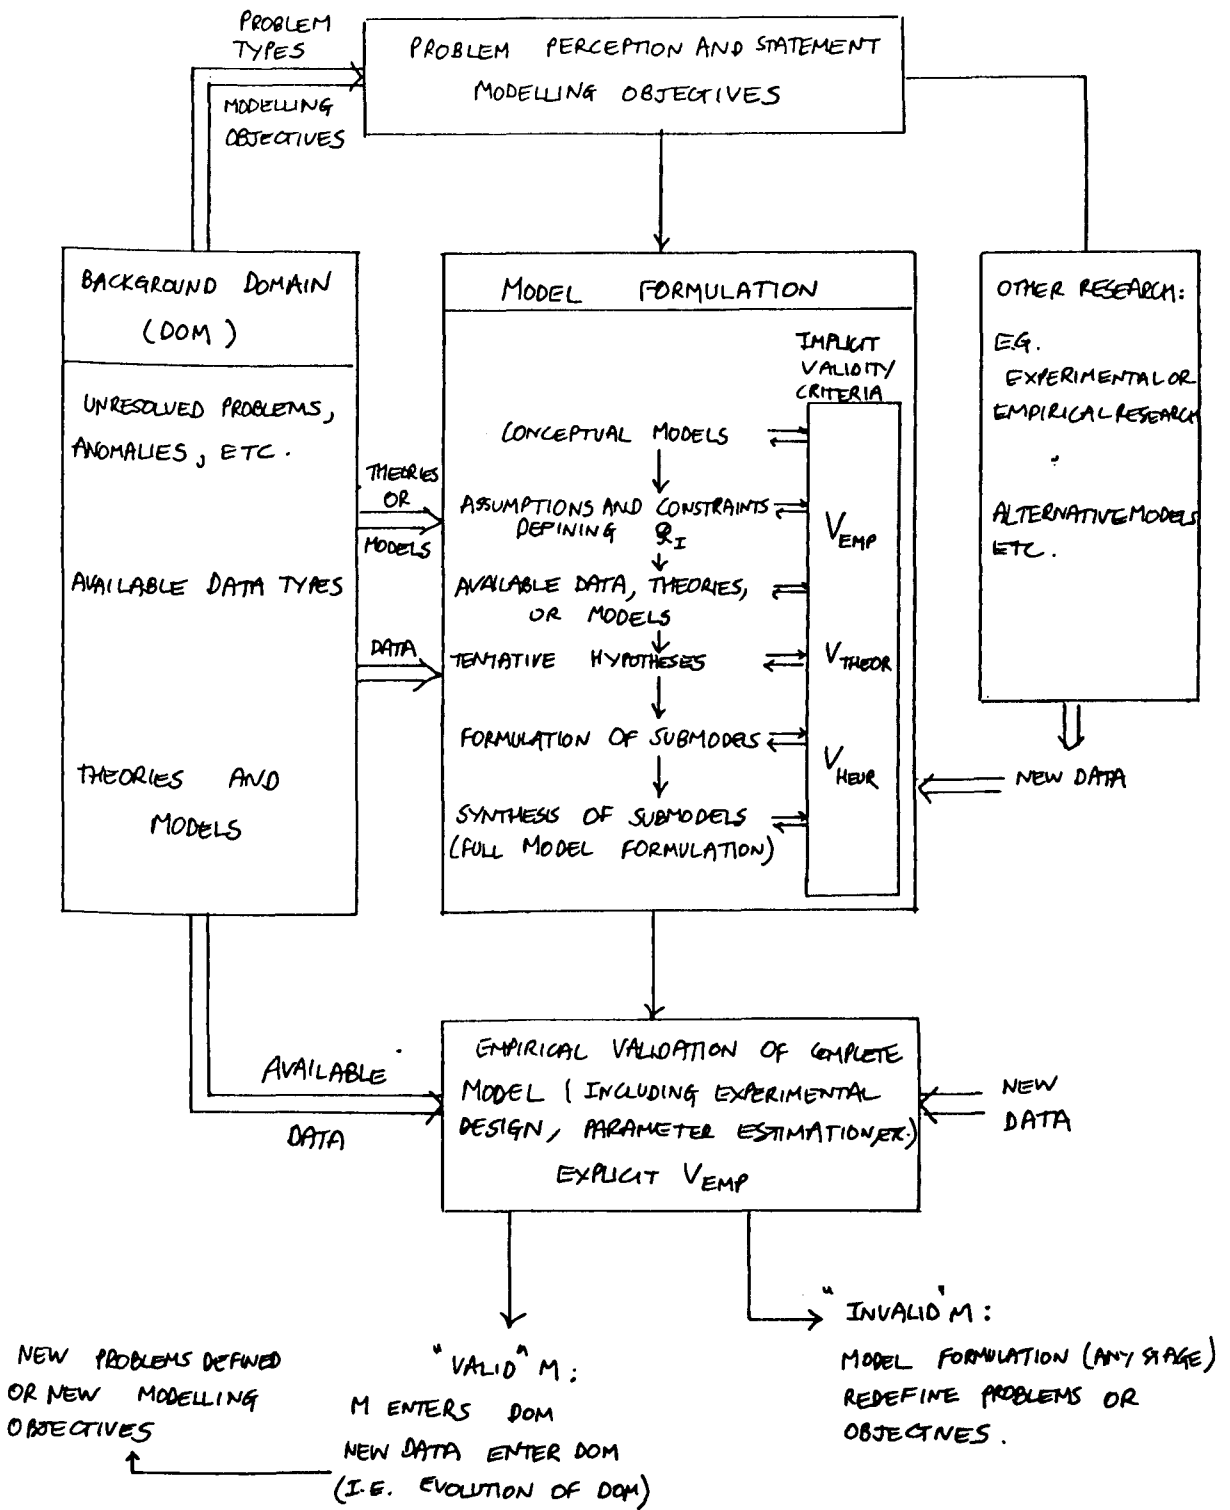 PROBLEM
TYPES
MODELLING
OBJECTIVES
PROBLEM PERCEPTION AND STATEMENT
MODELLING OBJECTIVES
BACKGROUND DOMAIN
(DOM)
UNRESOLVED PROBLEMS,
ANOMALIES, ETC.
AVAILABLE DATA TYPES
THEORIES AND
MODELS
THEORIES
OR
MODELS
DATA
MODEL FORMULATION
IMPLICIT
VALIDITY
CRITERIA
CONCEPTUAL MODELS
ASSUMPTIONS AND CONSTRAINTS
DEFINING R_I
AVAILABLE DATA, THEORIES,
OR MODELS
TENTATIVE HYPOTHESES
FORMULATION OF SUBMODELS
SYNTHESIS OF SUBMODELS
(FULL MODEL FORMULATION)
V_EMP
V_THEOR
V_HEUR
OTHER RESEARCH:
E.G.
EXPERIMENTAL OR
EMPIRICAL RESEARCH
ALTERNATIVE MODELS
ETC.
NEW DATA
AVAILABLE
DATA
EMPIRICAL VALIDATION OF COMPLETE
MODEL (INCLUDING EXPERIMENTAL
DESIGN, PARAMETER ESTIMATION, ETC.)
EXPLICIT V_EMP
NEW
DATA
"VALID" M:
M ENTERS DOM
NEW DATA ENTER DOM
(I.E. EVOLUTION OF DOM)
NEW PROBLEMS DEFINED
OR NEW MODELLING
OBJECTIVES
"INVALID" M:
MODEL FORMULATION (ANY STAGE)
REDEFINE PROBLEMS OR
OBJECTIVES.